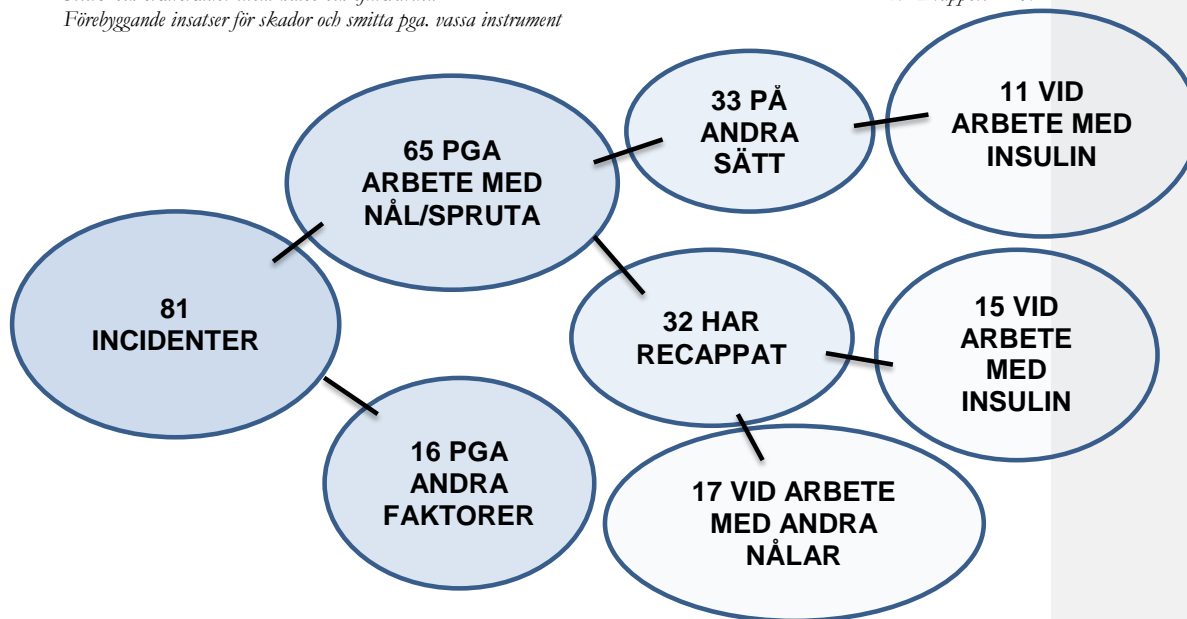 Förebyggande insatser för skador och smitta pga. vassa instrument
33 PÅ
ANDRA
SÄTT
11 VID
ARBETE MED
INSULIN
65 PGA
ARBETE MED
NÅL/SPRUTA
81
INCIDENTER
32 HAR
RECAPPAT
15 VID
ARBETE
MED
INSULIN
16 PGA
ANDRA
FAKTORER
17 VID ARBETE
MED ANDRA
NÅLAR